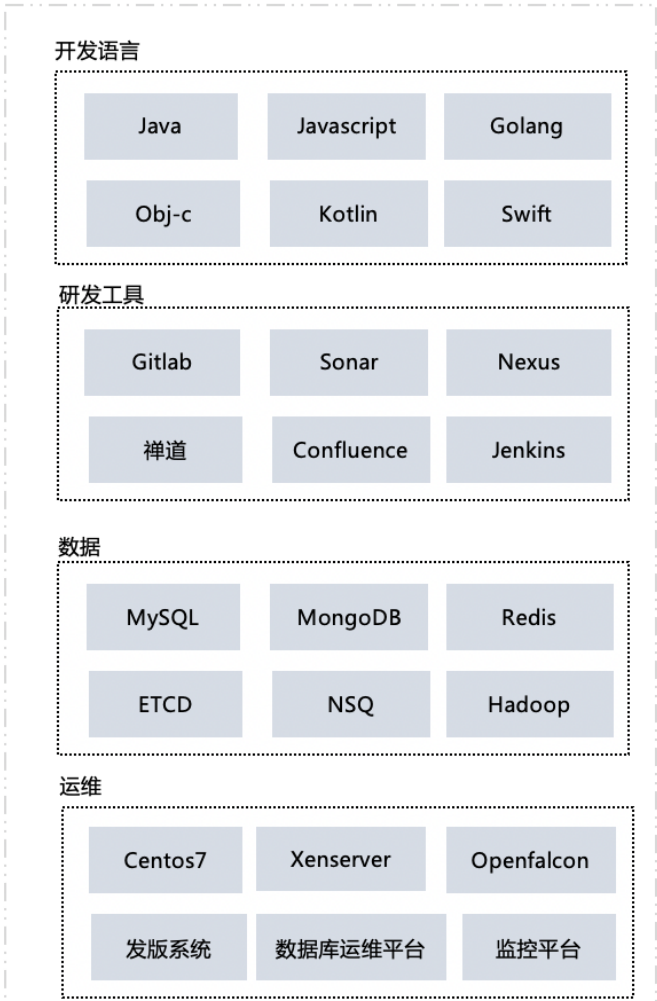 开发语言
Java Javascript Golang
Obj-c Kotlin Swift
研发工具
Gitlab Sonar Nexus
禅道 Confluence Jenkins
数据
MySQL MongoDB Redis
ETCD NSQ Hadoop
运维
Centos7 Xenserver Openfalcon
发版系统 数据库运维平台 监控平台